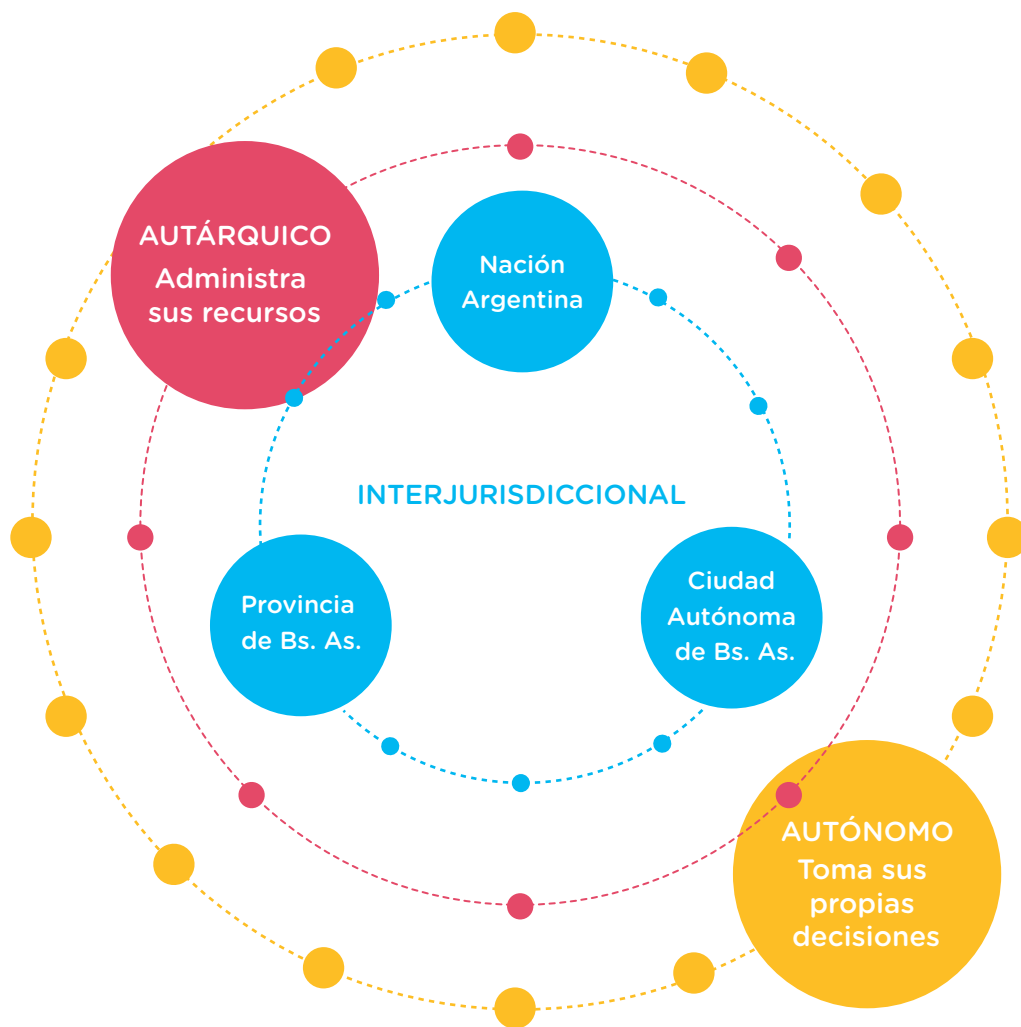 AUTÁRQUICO
Administra
sus recursos
Nación
Argentina
INTERJURISDICCIONAL
Provincia
de Bs. As.
Ciudad
Autónoma
de Bs. As.
AUTÓNOMO
Toma sus
propias
decisiones